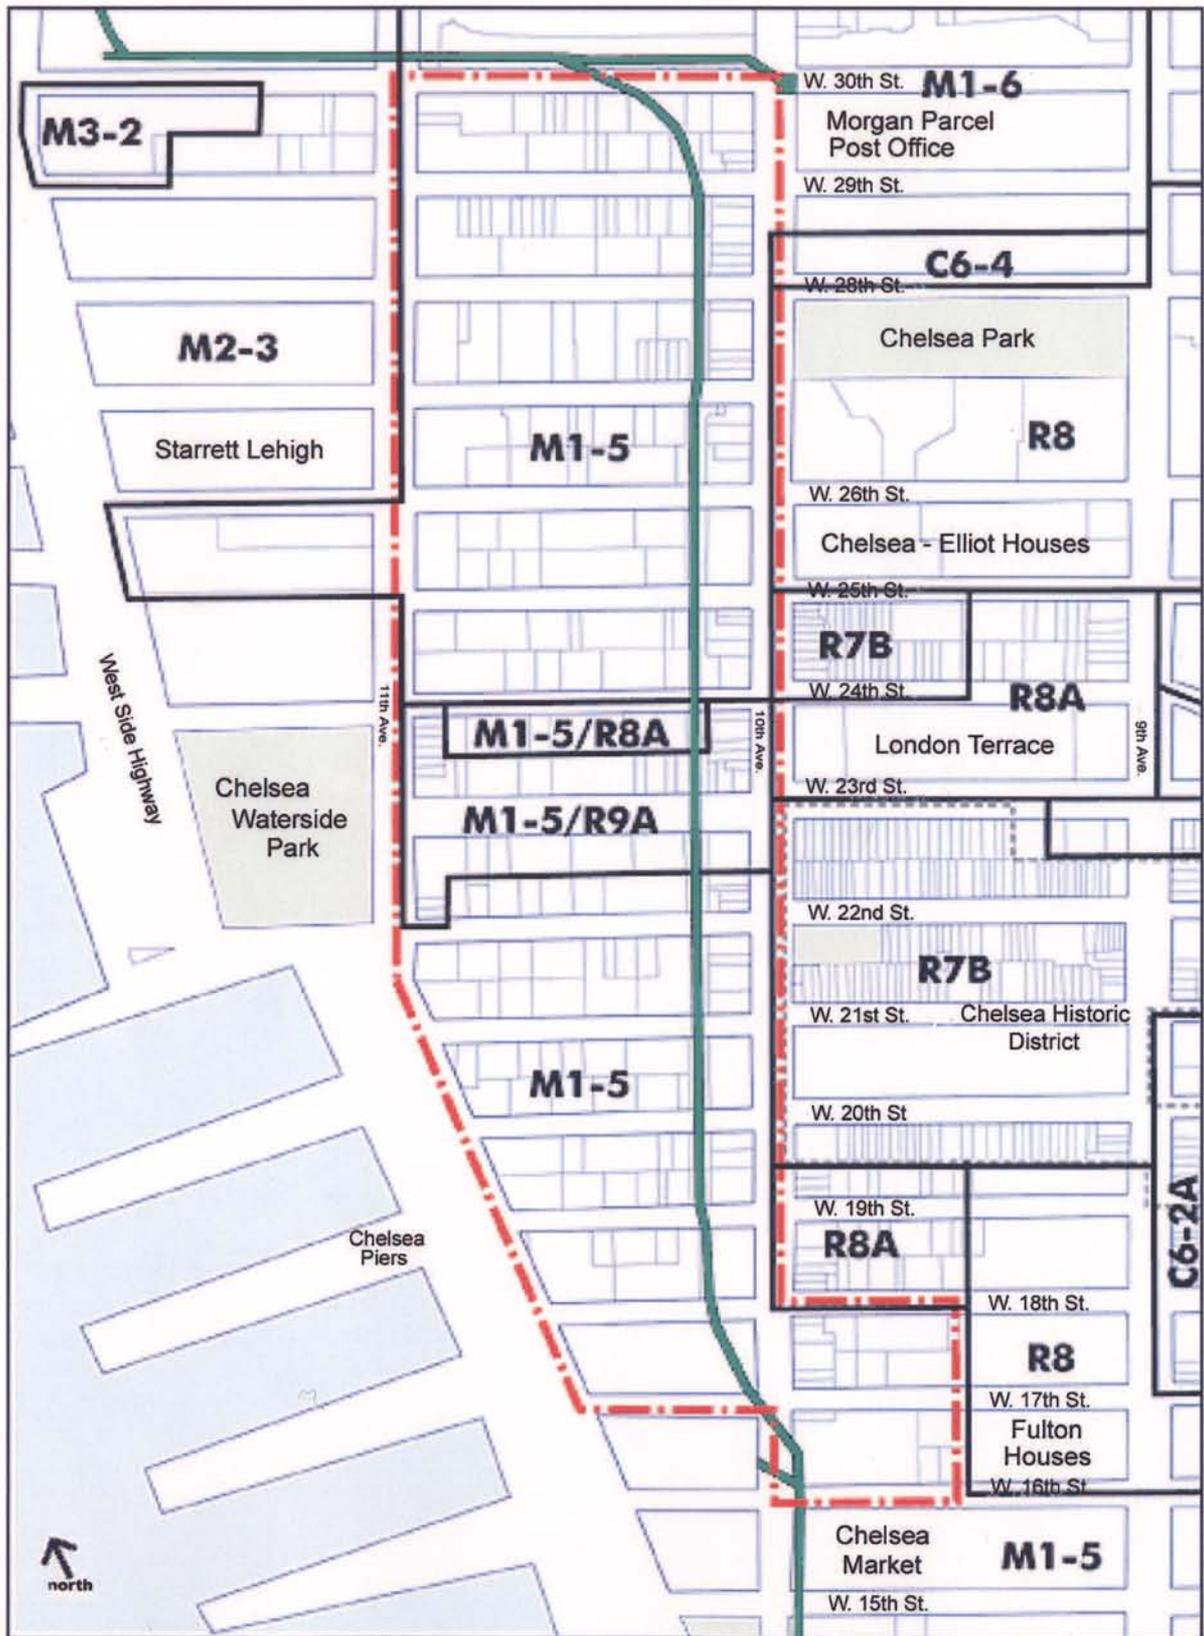 W. 30th St.
M1-6
M3-2
Morgan Parcel
Post Office
W. 29th St.
C6-4
W. 28th St.
Chelsea Park
M2-3
R8
Starrett Lehigh
M1-5
W. 26th St.
Chelsea - Elliot Houses
W. 25th St.
R7B
West Side Highway
11th Ave.
W. 24th St.
R8A
M1-5/R8A
10th Ave.
London Terrace
9th Ave.
Chelsea
Waterside
Park
W. 23rd St.
M1-5/R9A
W. 22nd St.
R7B
W. 21st St.
Chelsea Historic
District
M1-5
W. 20th St
W. 19th St.
R8A
C6-2A
Chelsea
Piers
W. 18th St.
R8
W. 17th St.
Fulton
Houses
W. 16th St
Chelsea
Market
M1-5
north
W. 15th St.